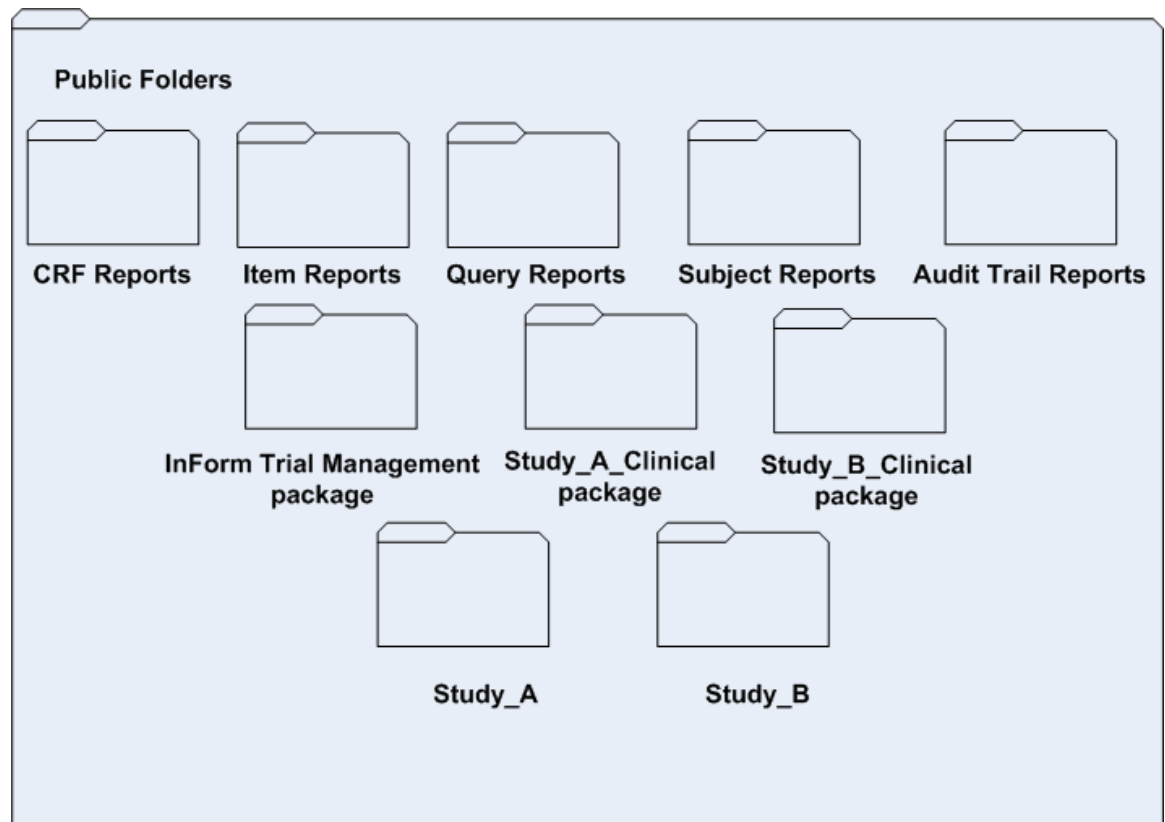 Public Folders
CRF Reports
Item Reports
Query Reports
Subject Reports
Audit Trail Reports
InForm Trial Management
package
Study_A_Clinical
package
Study_B_Clinical
package
Study_A
Study_B